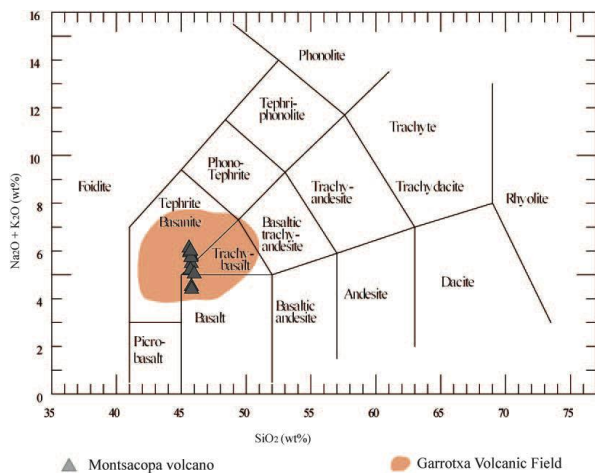 16
14
12
10
8
6
4
2
0
Na2O + K2O (wt%)
Phonolite
Tephri-
phonolite
Trachyte
Phono-
Tephrite
Foidite
Trachy-
andesite
Trachydacite
Tephrite
Basanite
Rhyolite
Basaltic
trachy-
andesite
Trachy-
basalt
Dacite
Andesite
Basalt
Basaltic
andesite
Picro-
basalt
35 41 45 50 55 60 65 70 75
SiO2 (wt%)
Montsacopa volcano
Garrotxa Volcanic Field